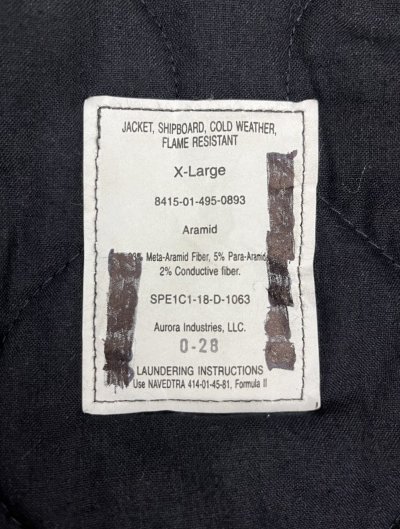 JACKET, SHIPBOARD, COLD WEATHER,
FLAME RESISTANT
X-Large
8415-01-495-0893
Aramid
Meta-Aramid Fiber, 5% Para-Aramid
2% Conductive fiber.
SPE1C1-18-D-1063
Aurora Industries, LLC.
0-28
LAUNDERING INSTRUCTIONS
Use NAVEDTRA 414-01-45-81, Formula II